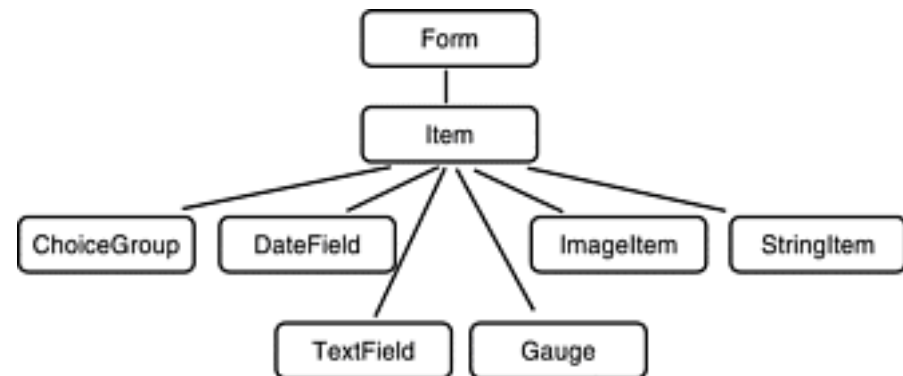 Form
Item
ChoiceGroup
DateField
ImageItem
StringItem
TextField
Gauge